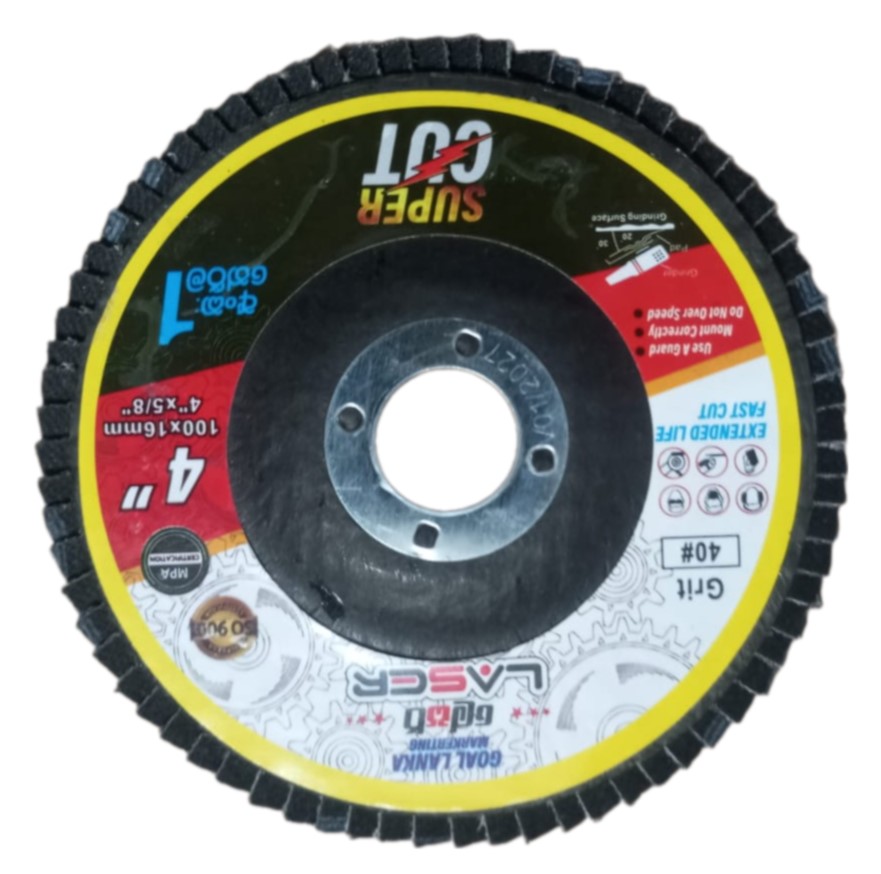 GOAL LANKA
MARKERTING
ලේසර්
LASER
ISO 9001
MPA
CERTIFICATION
Grit
40#
4"
100x16mm
4"x5/8"
EXTENDED LIFE
FAST CUT
/01/2027
Use A Guard
Mount Correctly
Do Not Over Speed
අංක
තේරීම 1
Grinder
Pad
20° 30°
Grinding Surface
SUPER
CUT